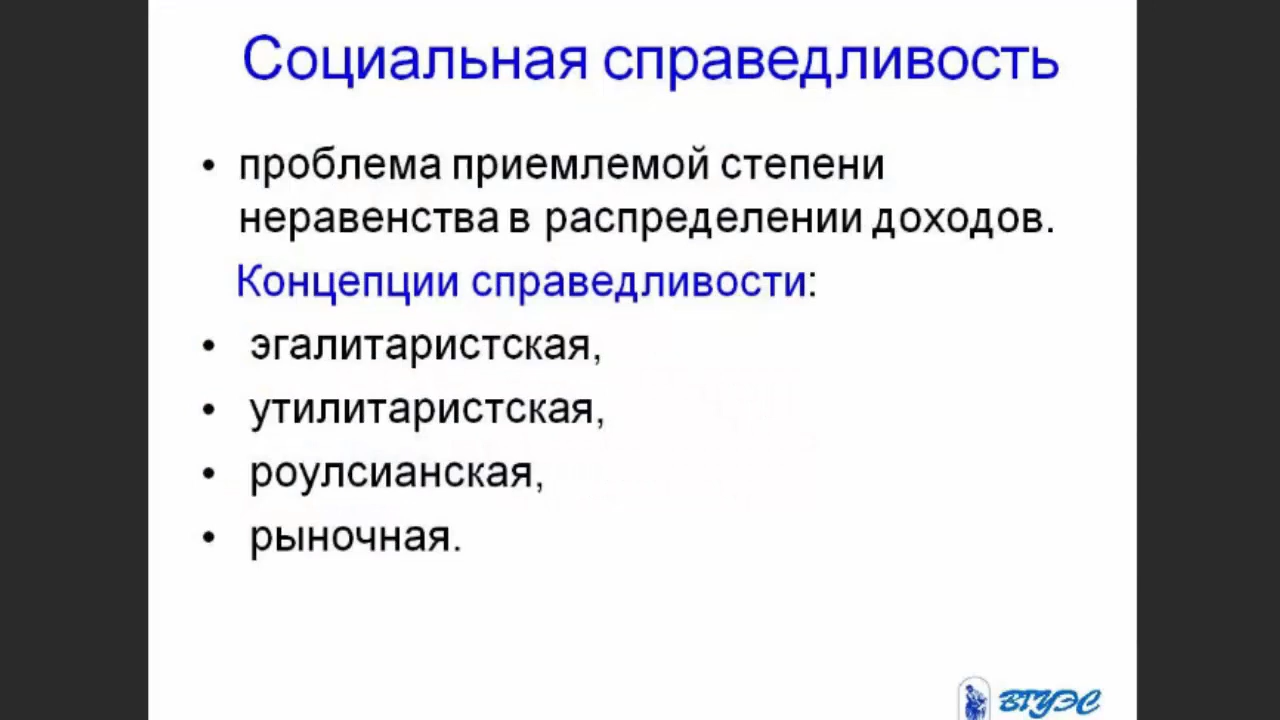 Социальная справедливость
• проблема приемлемой степени
неравенства в распределении доходов.
Концепции справедливости:
• эгалитаристская,
• утилитаристская,
• роулсианская,
• рыночная.
ВГУЭС